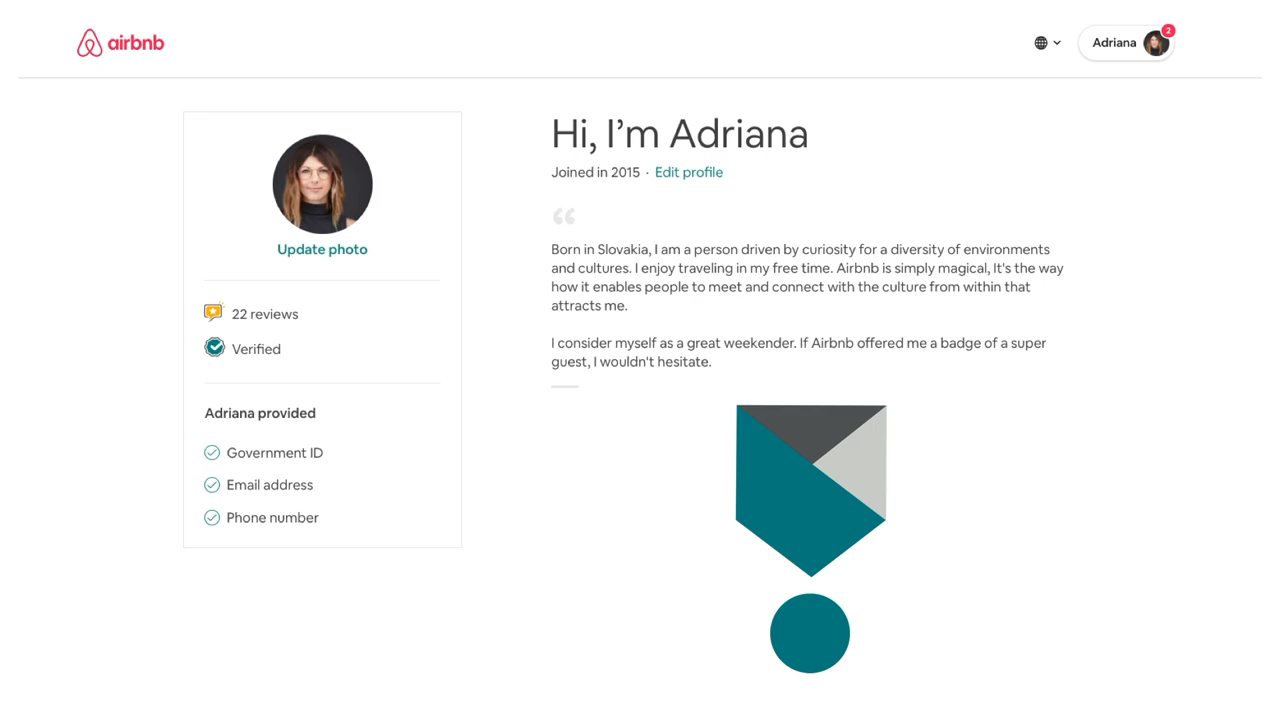 airbnb
Adriana
2
Update photo
22 reviews
Verified
Adriana provided
Government ID
Email address
Phone number
Hi, I’m Adriana
Joined in 2015 · Edit profile
“
Born in Slovakia, I am a person driven by curiosity for a diversity of environments
and cultures. I enjoy traveling in my free time. Airbnb is simply magical, It's the way
how it enables people to meet and connect with the culture from within that
attracts me.
I consider myself as a great weekender. If Airbnb offered me a badge of a super
guest, I wouldn't hesitate.